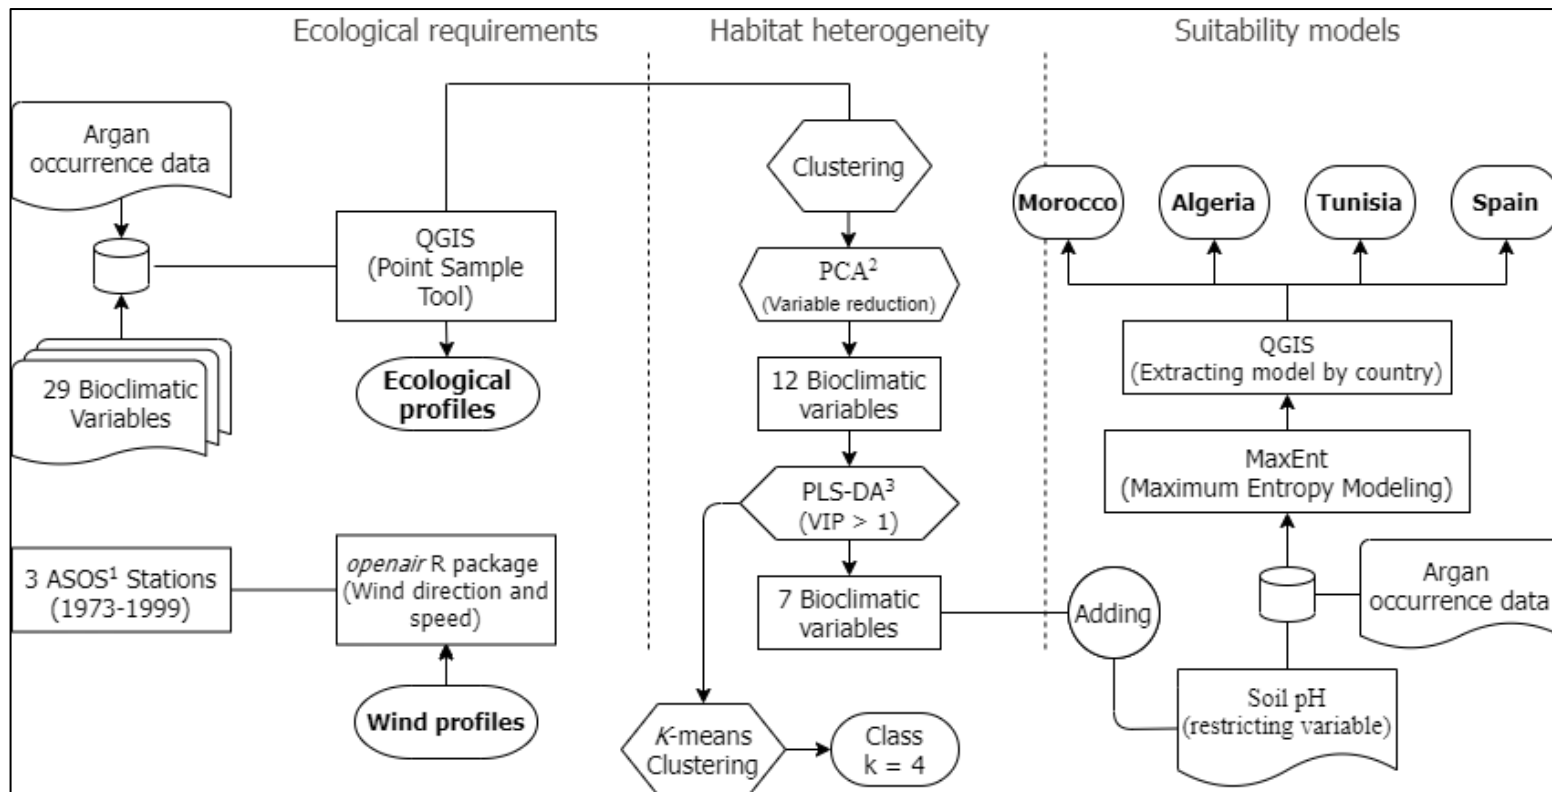 Ecological requirements
Habitat heterogeneity
Suitability models
Argan
occurrence data
QGIS
(Point Sample
Tool)
29 Bioclimatic
Variables
Ecological
profiles
3 ASOS¹ Stations
(1973-1999)
openair R package
(Wind direction and
speed)
Wind profiles
Clustering
PCA²
(Variable reduction)
12 Bioclimatic
variables
PLS-DA³
(VIP > 1)
7 Bioclimatic
variables
K-means
Clustering
Class
k = 4
Morocco
Algeria
Tunisia
Spain
QGIS
(Extracting model by country)
MaxEnt
(Maximum Entropy Modeling)
Argan
occurrence data
Adding
Soil pH
(restricting variable)